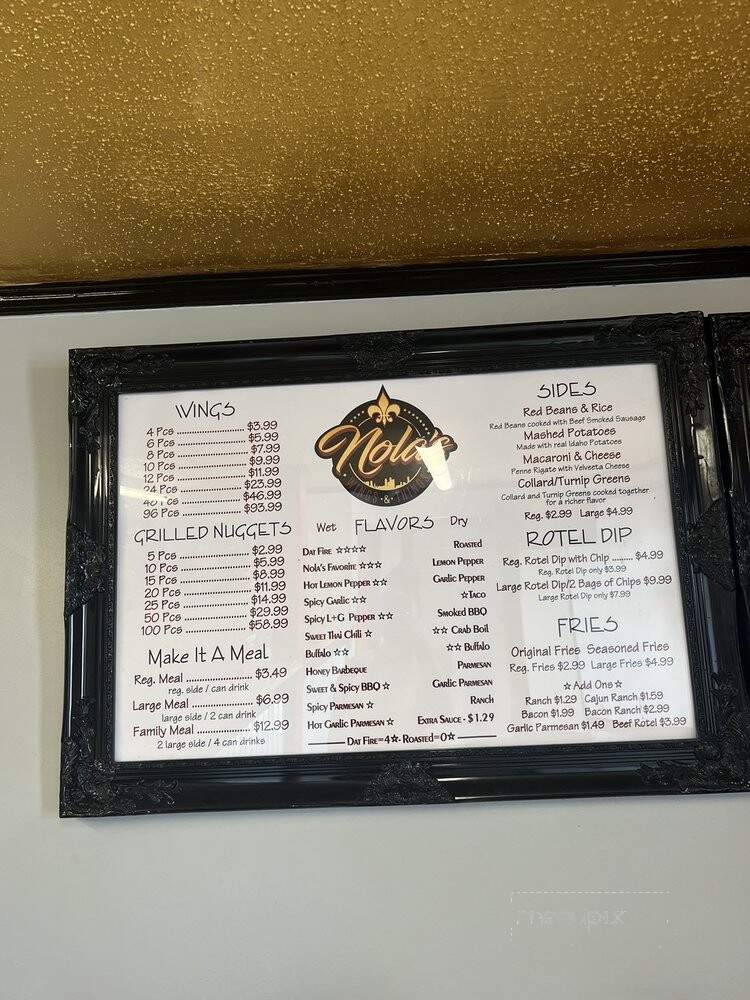 WINGS
4 Pcs ........ $3.99
6 Pcs ........ $5.99
8 Pcs ........ $7.99
10 Pcs ........ $9.99
12 Pcs ........ $11.99
24 Pcs ........ $23.99
48 Pcs ........ $46.99
96 Pcs ........ $93.99
GRILLED NUGGETS
5 Pcs ........ $2.99
10 Pcs ........ $5.99
15 Pcs ........ $8.99
20 Pcs ........ $11.99
25 Pcs ........ $14.99
50 Pcs ........ $29.99
100 Pcs ........ $58.99
Make It A Meal
Reg. Meal ........ $3.49
reg. side / can drink
Large Meal ........ $6.99
large side / 2 can drink
Family Meal ........ $12.99
2 large side / 4 can drinks
Nola's
WINGS & THINGS
Wet FLAVORS Dry
DAT FIRE ☆☆☆☆
NOLA'S FAVORITE ☆☆☆
HOT LEMON PEPPER ☆☆
SPICY GARLIC ☆☆
SPICY L+G PEPPER ☆☆
SWEET THAI CHILI ☆
BUFFALO ☆☆
HONEY BARBEQUE
SWEET & SPICY BBQ ☆
SPICY PARMESAN ☆
HOT GARLIC PARMESAN ☆
ROASTED
LEMON PEPPER
GARLIC PEPPER
☆TACO
SMOKED BBQ
☆☆ CRAB BOIL
☆☆ BUFFALO
PARMESAN
GARLIC PARMESAN
RANCH
EXTRA SAUCE - $1.29
DAT FIRE=4☆- ROASTED=0☆
SIDES
Red Beans & Rice
Red Beans cooked with Beef Smoked Sausage
Mashed Potatoes
Made with real Idaho Potatoes
Macaroni & Cheese
Penne Rigate with Velveeta Cheese
Collard/Turnip Greens
Collard and Turnip Greens cooked together
for a richer flavor
Reg. $2.99 Large $4.99
ROTEL DIP
Reg. Rotel Dip with Chip ........ $4.99
Reg. Rotel Dip only $3.99
Large Rotel Dip/2 Bags of Chips $9.99
Large Rotel Dip only $7.99
FRIES
Original Fries Seasoned Fries
Reg. Fries $2.99 Large Fries $4.99
☆ Add Ons ☆
Ranch $1.29 Cajun Ranch $1.59
Bacon $1.99 Bacon Ranch $2.99
Garlic Parmesan $1.49 Beef Rotel $3.99
menupix